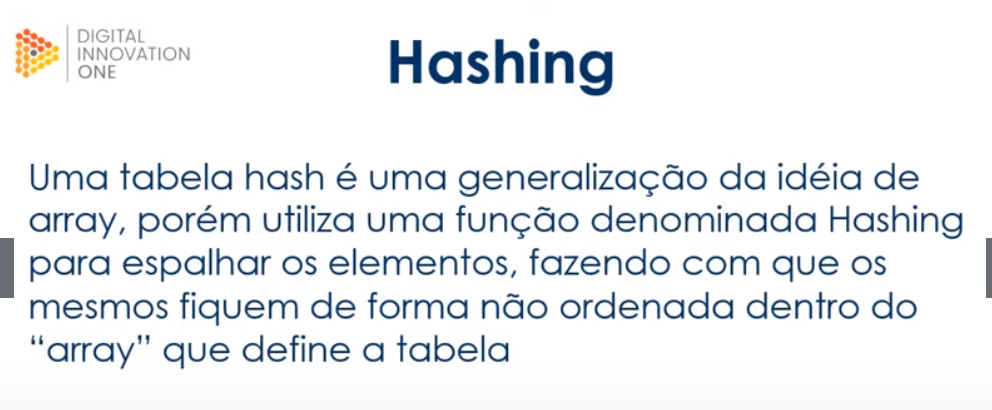 DIGITAL
INNOVATION
ONE
Hashing
Uma tabela hash é uma generalização da idéia de
array, porém utiliza uma função denominada Hashing
para espalhar os elementos, fazendo com que os
mesmos fiquem de forma não ordenada dentro do
“array” que define a tabela